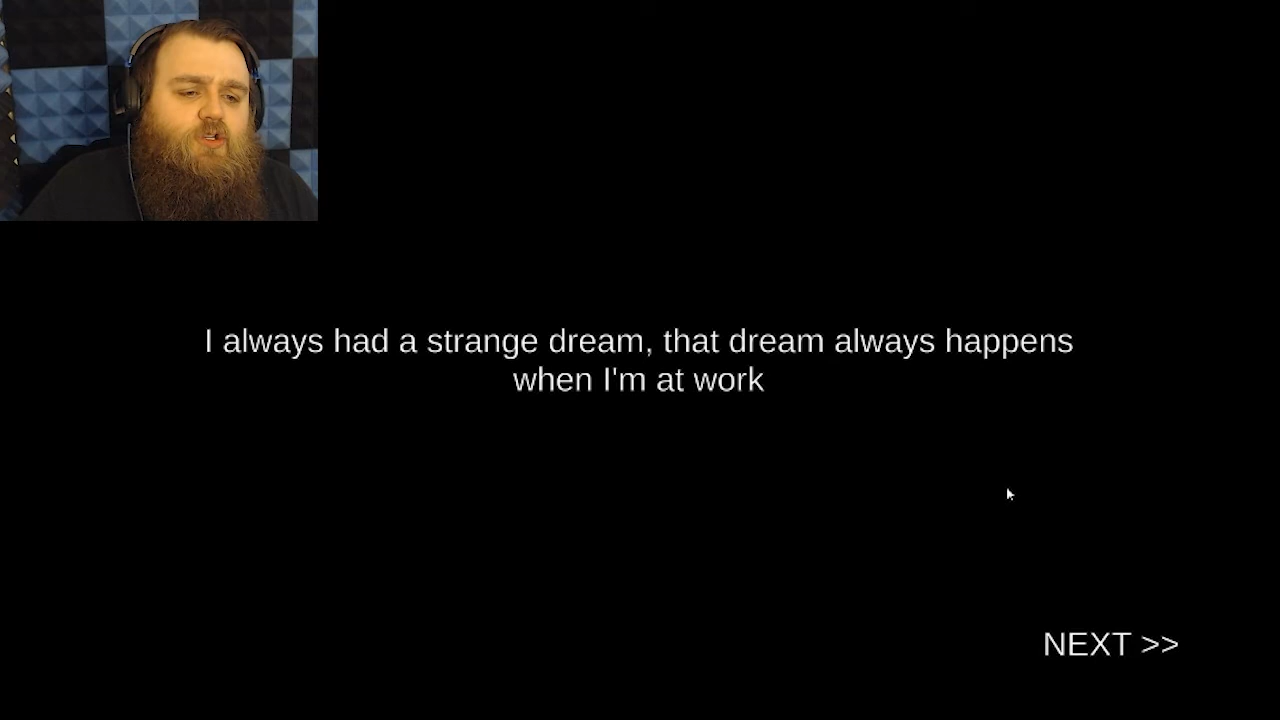 I always had a strange dream, that dream always happens
when I'm at work
NEXT >>